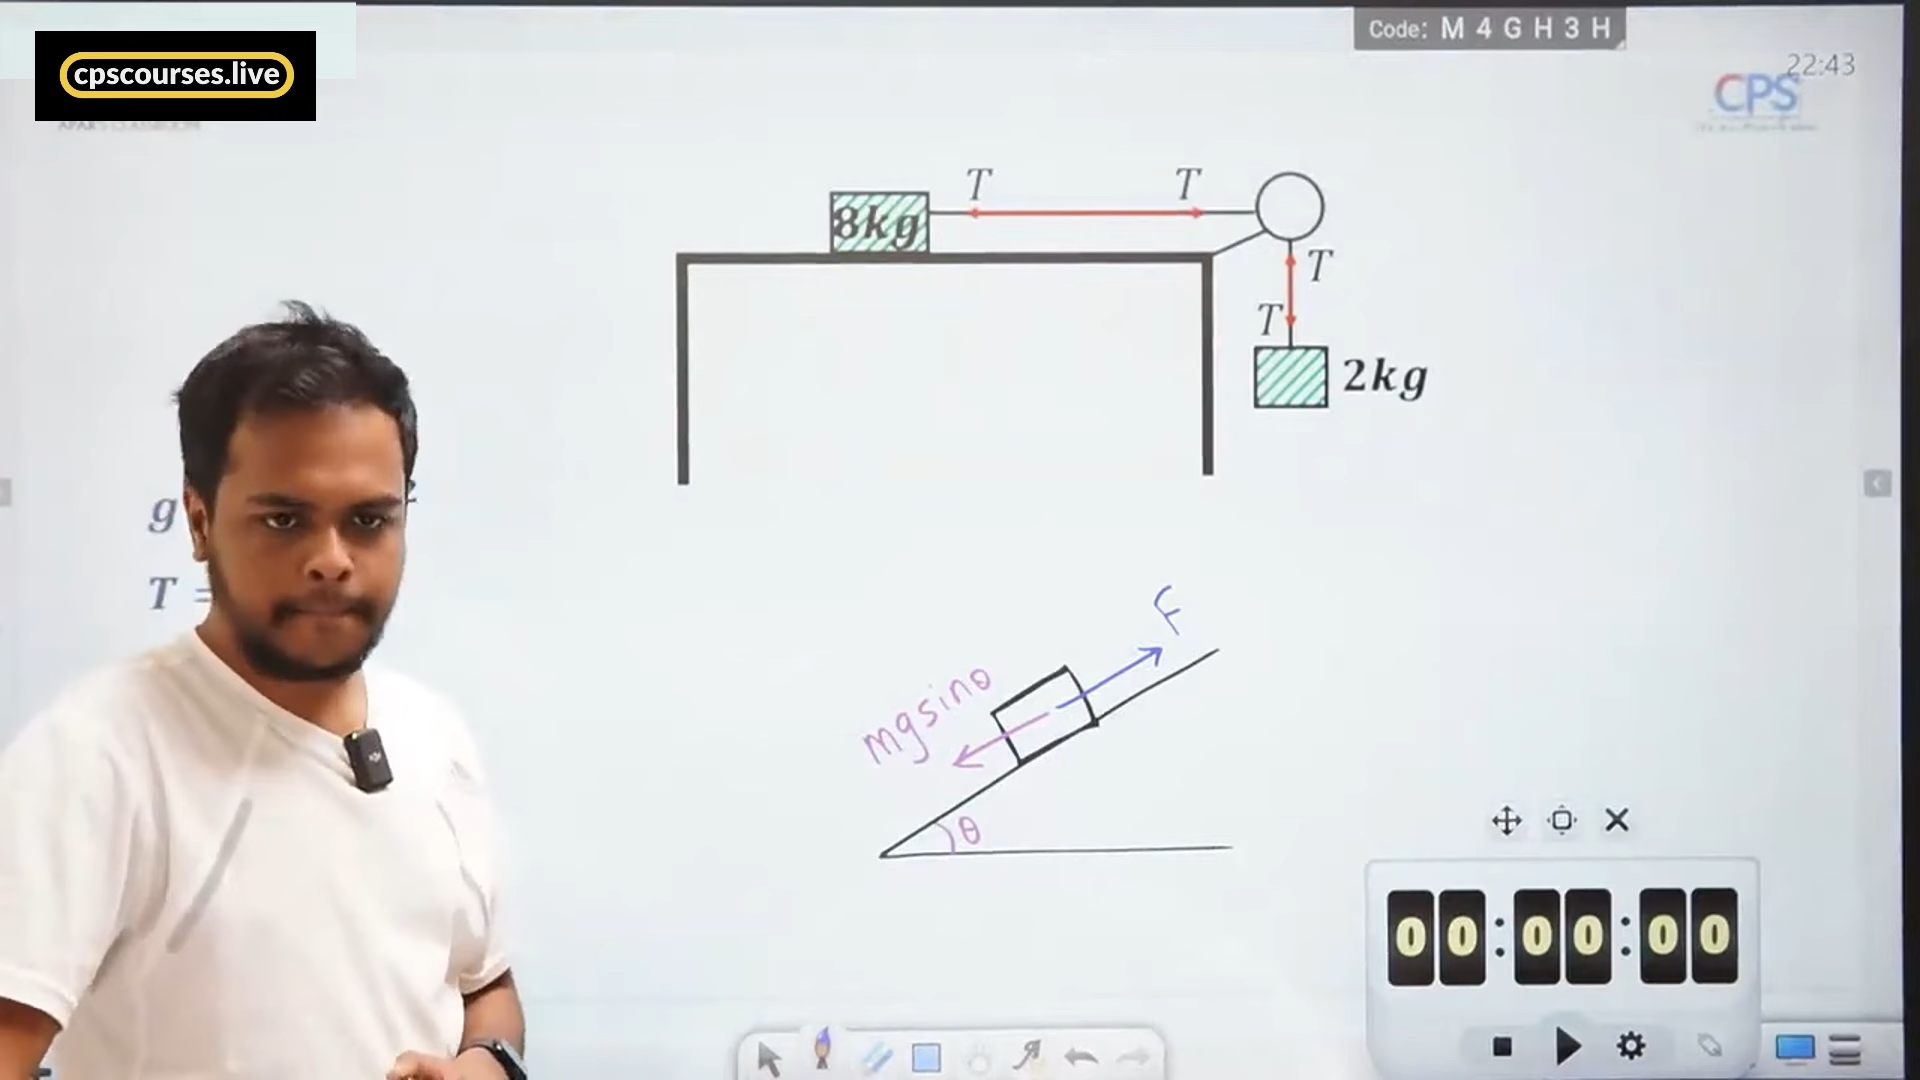 Code: M 4 G H 3 H
cpscourses.live
22:43
CPS
T T
8kg
T
T
2kg
g
T =
F
mgsinθ
θ
00:00:00